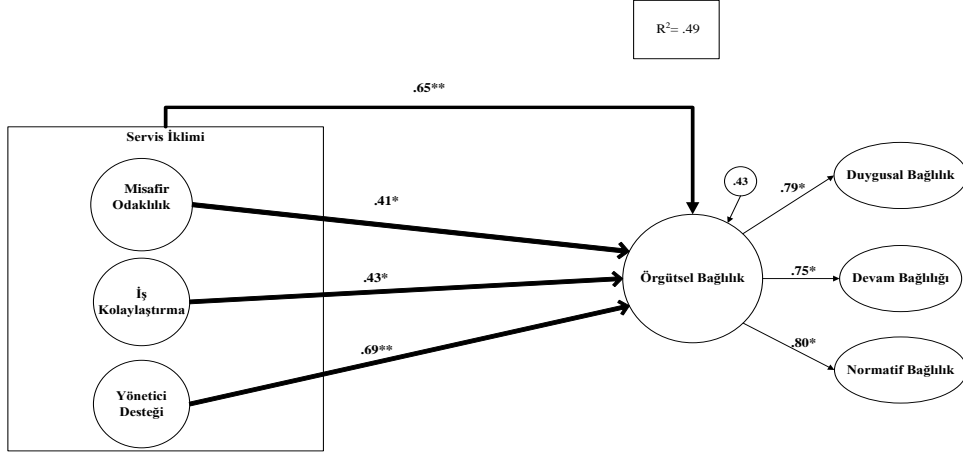 R²= .49
.65**
Servis İklimi
Misafir
Odaklılık
.41*
İş
Kolaylaştırma
.43*
Yönetici
Desteği
.69**
.43
Örgütsel Bağlılık
.79*
Duygusal Bağlılık
.75*
Devam Bağlılığı
.80*
Normatif Bağlılık